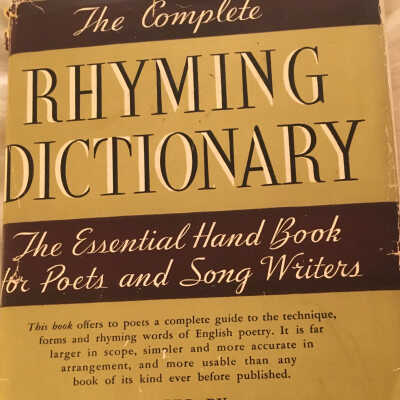 The Complete
RHYMING
DICTIONARY
The Essential Hand Book
for Poets and Song Writers
This book offers to poets a complete guide to the technique,
forms and rhyming words of English poetry. It is far
larger in scope, simpler and more accurate in
arrangement, and more usable than any
book of its kind ever before published.